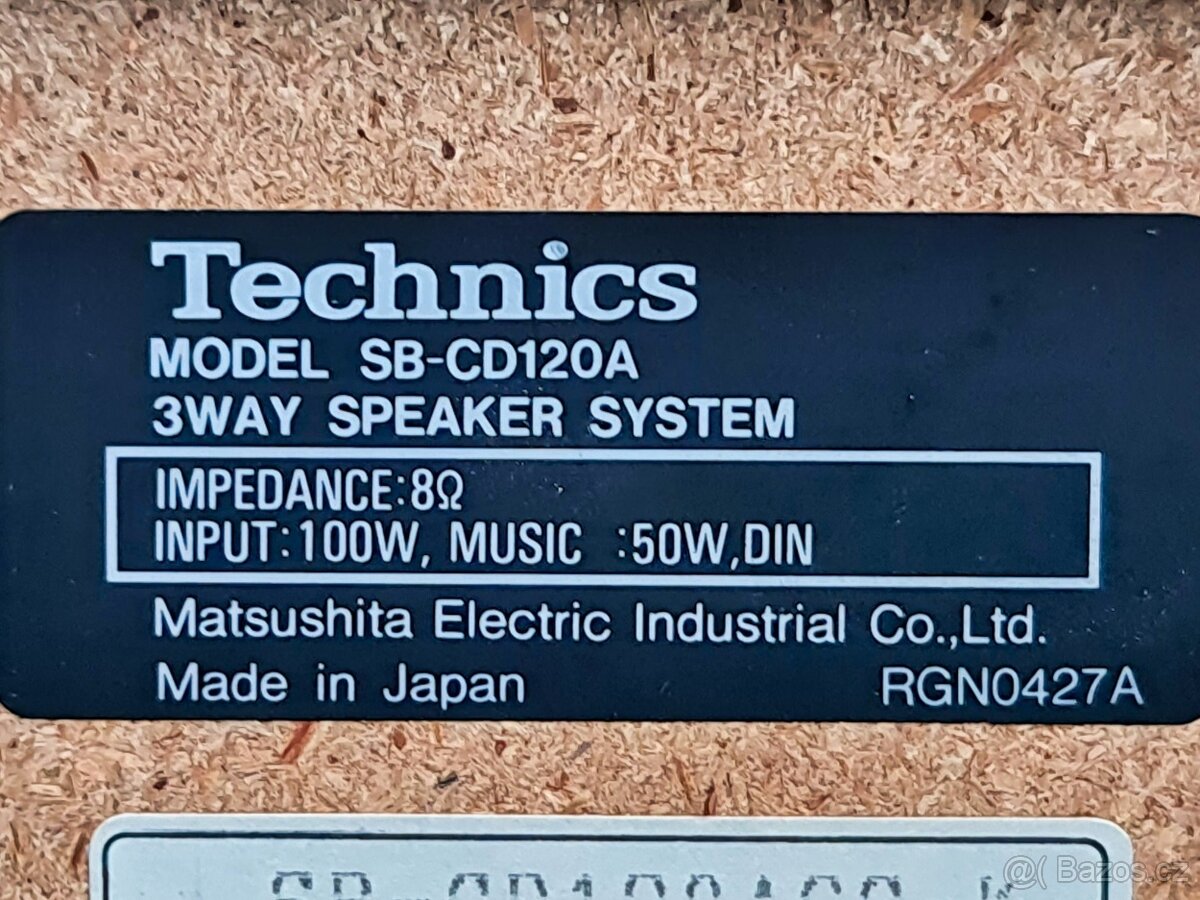 Technics
MODEL SB-CD120A
3WAY SPEAKER SYSTEM
IMPEDANCE:8Ω
INPUT:100W, MUSIC :50W,DIN
Matsushita Electric Industrial Co.,Ltd.
Made in Japan RGN0427A
Bazos.cz